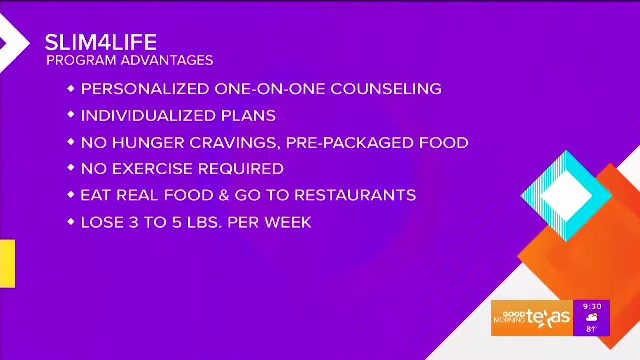 SLIM4LIFE
PROGRAM ADVANTAGES
PERSONALIZED ONE-ON-ONE COUNSELING
INDIVIDUALIZED PLANS
NO HUNGER CRAVINGS, PRE-PACKAGED FOOD
NO EXERCISE REQUIRED
EAT REAL FOOD & GO TO RESTAURANTS
LOSE 3 TO 5 LBS. PER WEEK
GOOD
MORNING
texas
9:30
81°